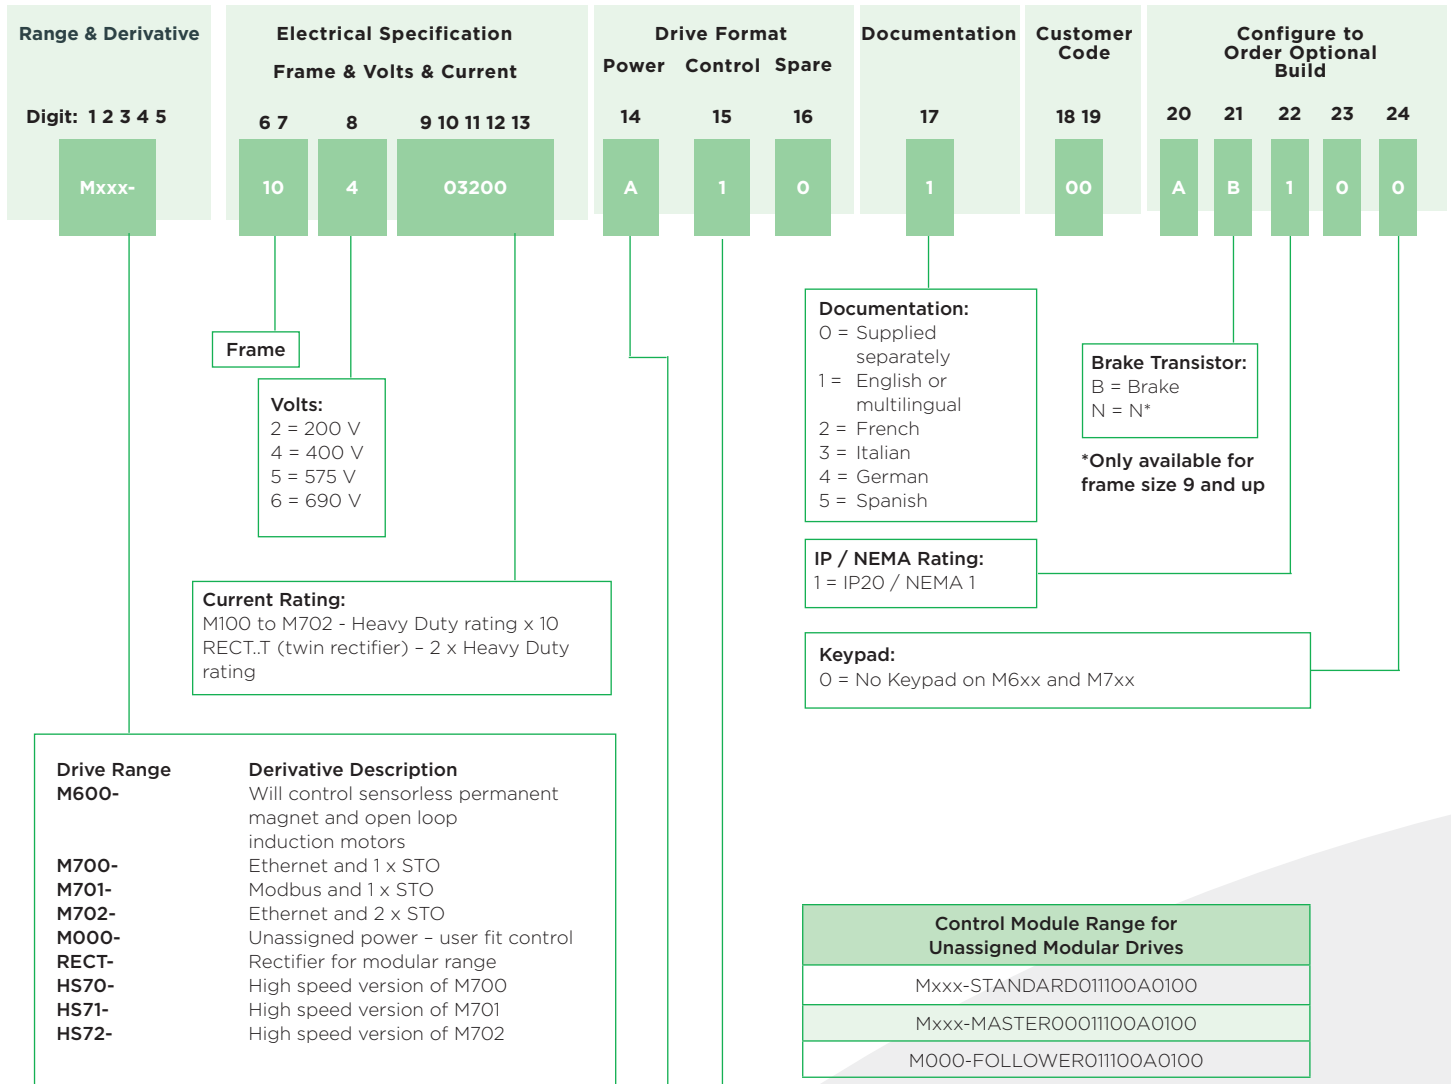 Range & Derivative
Digit: 1 2 3 4 5
Mxxx-
Electrical Specification
Frame & Volts & Current
6 7
8
9 10 11 12 13
10
4
03200
Drive Format
Power
Control
Spare
14
15
16
A
1
0
Documentation
17
1
Customer
Code
18 19
00
Configure to
Order Optional
Build
20
21
22
23
24
A
B
1
0
0
Frame
Volts:
2 = 200 V
4 = 400 V
5 = 575 V
6 = 690 V
Current Rating:
M100 to M702 - Heavy Duty rating x 10
RECT..T (twin rectifier) – 2 x Heavy Duty
rating
Documentation:
0 = Supplied
separately
1 = English or
multilingual
2 = French
3 = Italian
4 = German
5 = Spanish
Brake Transistor:
B = Brake
N = N*
*Only available for
frame size 9 and up
IP / NEMA Rating:
1 = IP20 / NEMA 1
Keypad:
0 = No Keypad on M6xx and M7xx
Drive Range Derivative Description
M600- Will control sensorless permanent
magnet and open loop
induction motors
M700- Ethernet and 1 x STO
M701- Modbus and 1 x STO
M702- Ethernet and 2 x STO
M000- Unassigned power – user fit control
RECT- Rectifier for modular range
HS70- High speed version of M700
HS71- High speed version of M701
HS72- High speed version of M702
Control Module Range for
Unassigned Modular Drives
Mxxx-STANDARD011100A0100
Mxxx-MASTER00011100A0100
M000-FOLLOWER011100A0100